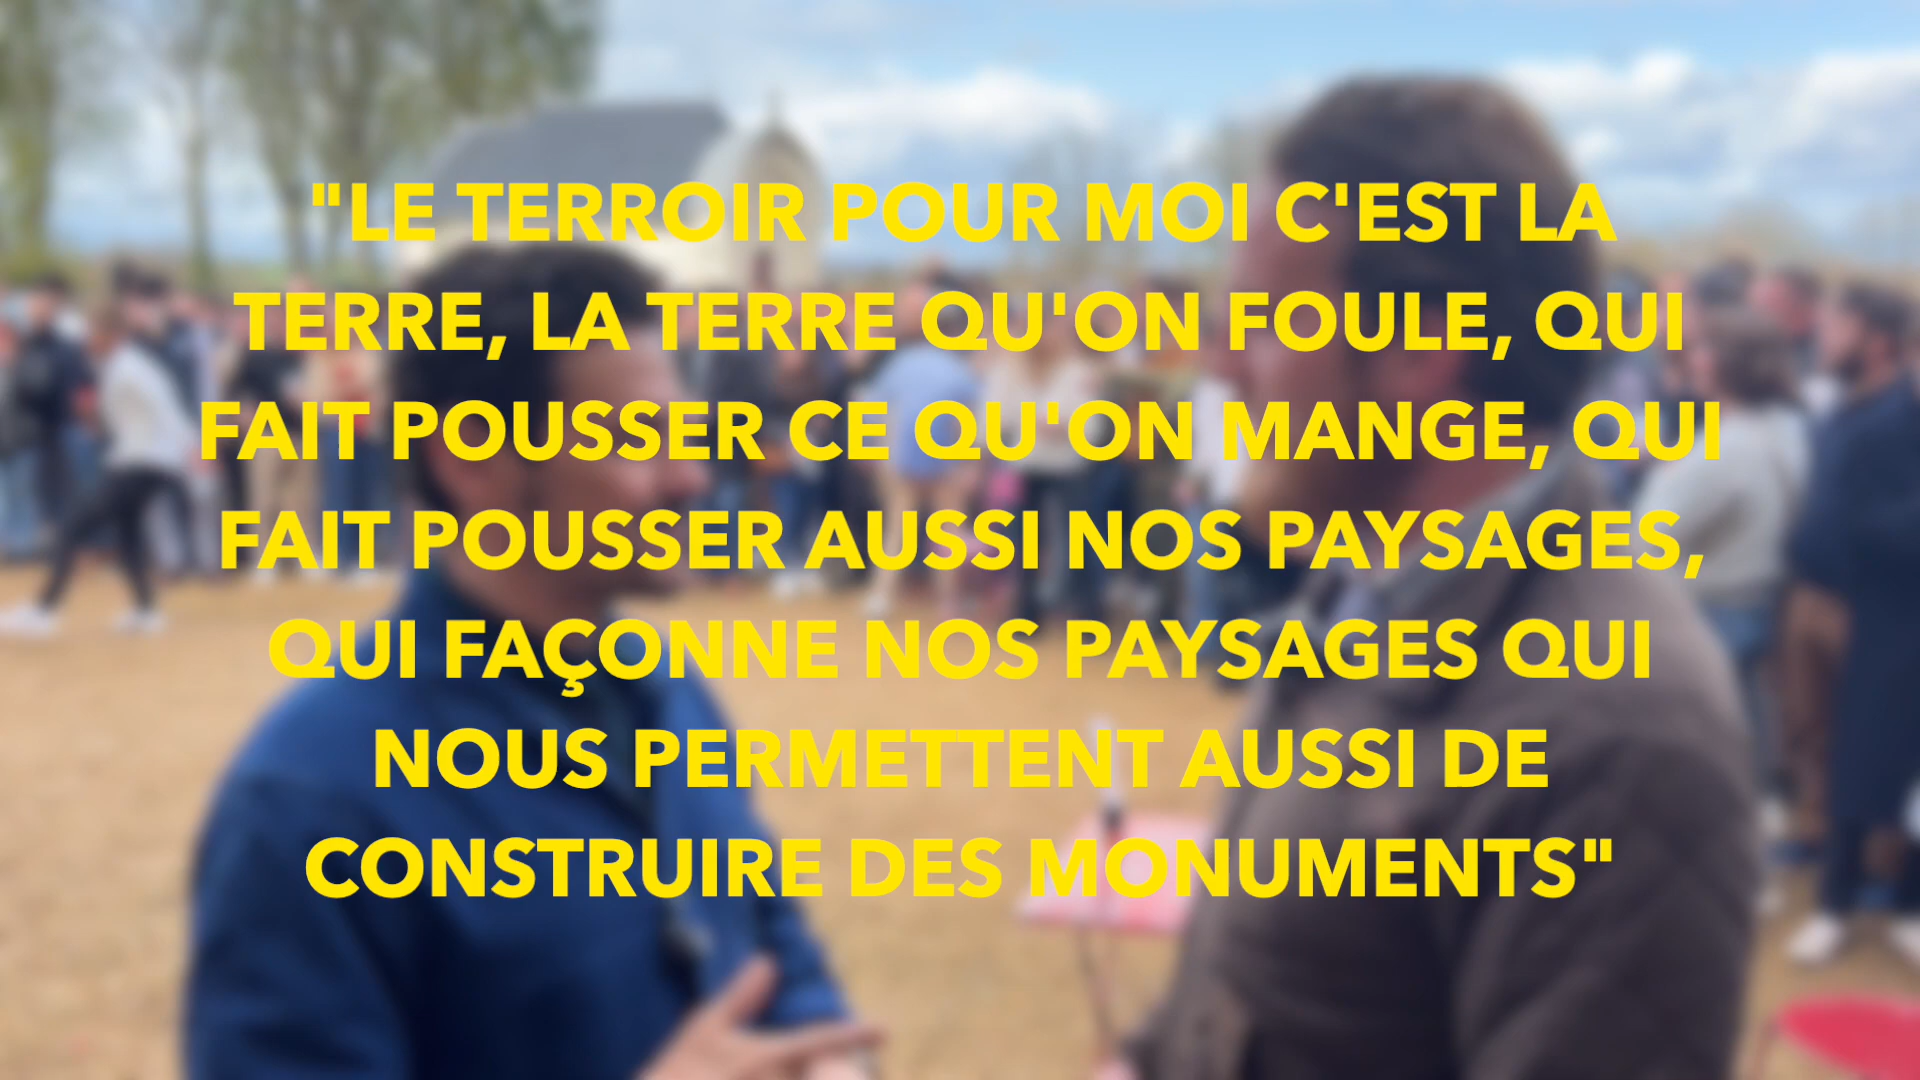 "LE TERROIR POUR MOI C'EST LA
TERRE, LA TERRE QU'ON FOULE, QUI
FAIT POUSSER CE QU'ON MANGE, QUI
FAIT POUSSER AUSSI NOS PAYSAGES,
QUI FAÇONNE NOS PAYSAGES QUI
NOUS PERMETTENT AUSSI DE
CONSTRUIRE DES MONUMENTS"